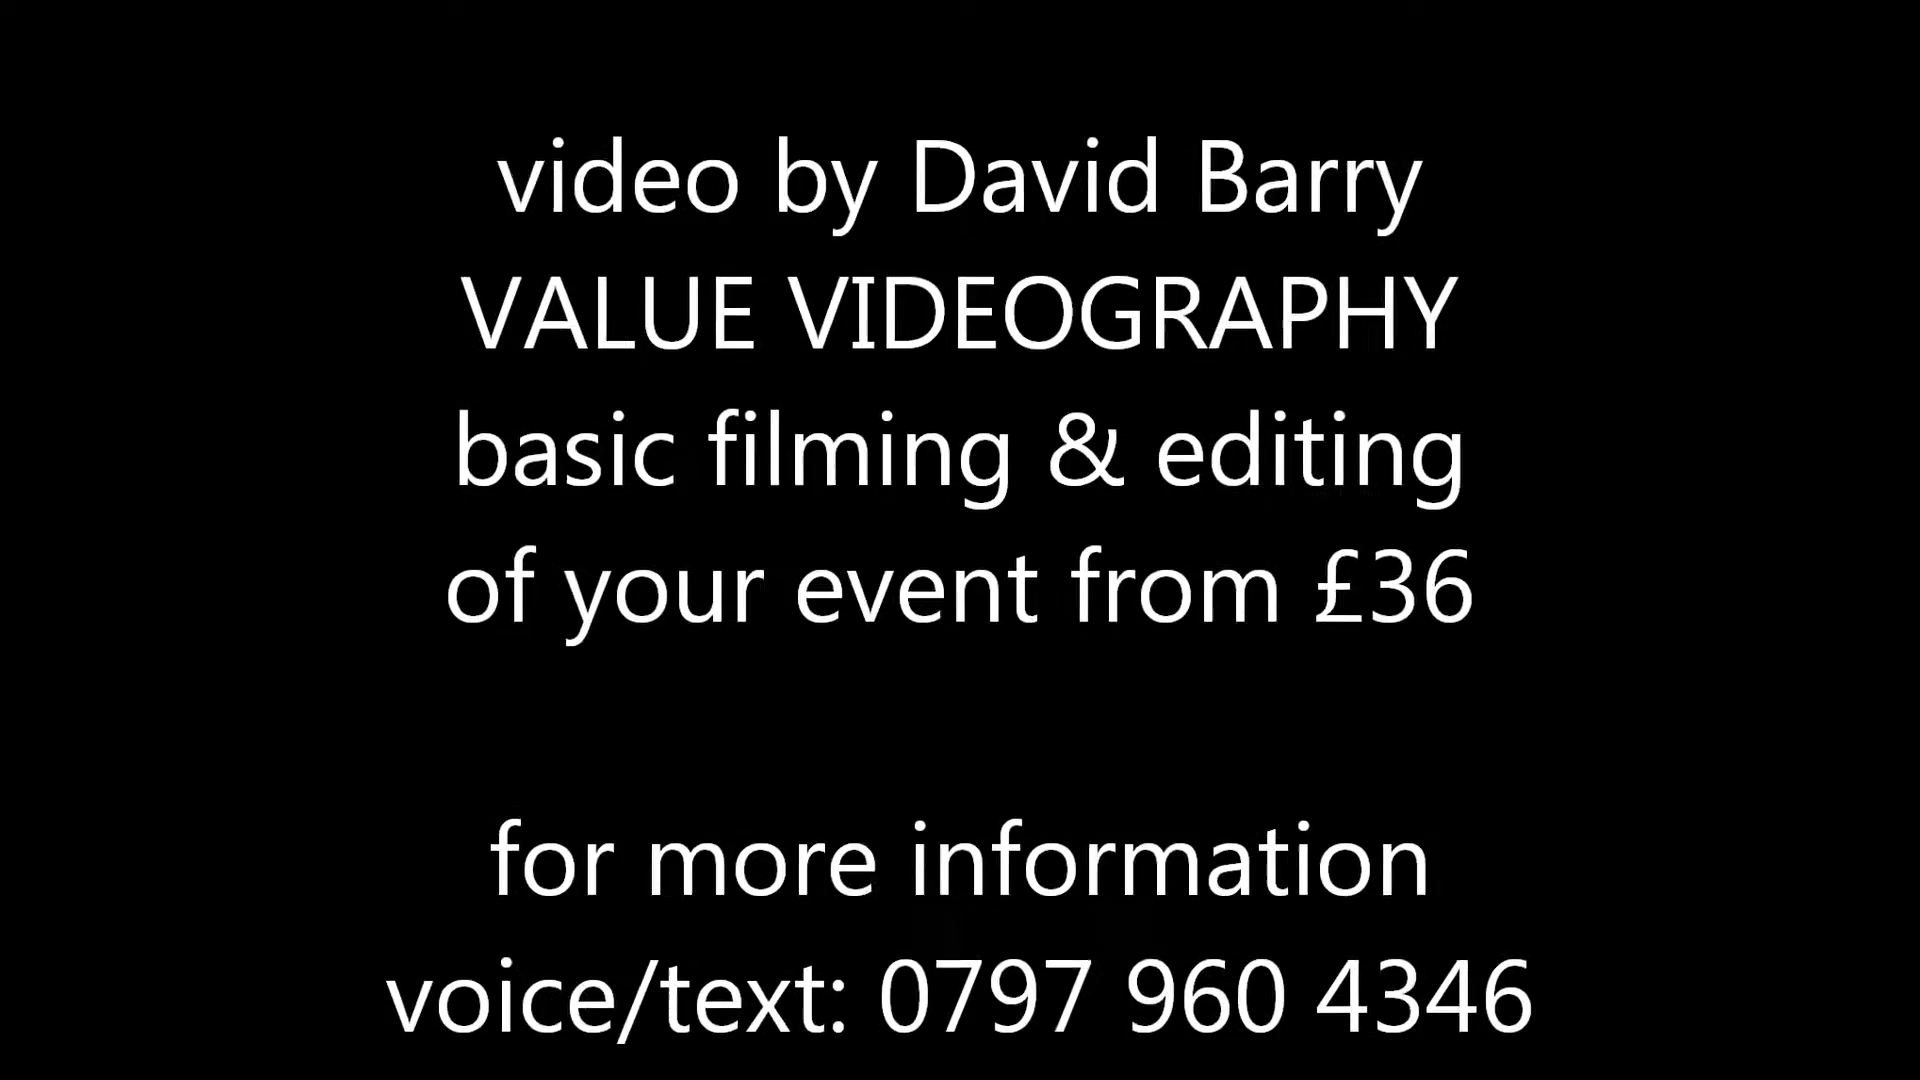 video by David Barry
VALUE VIDEOGRAPHY
basic filming & editing
of your event from £36
for more information
voice/text: 0797 960 4346